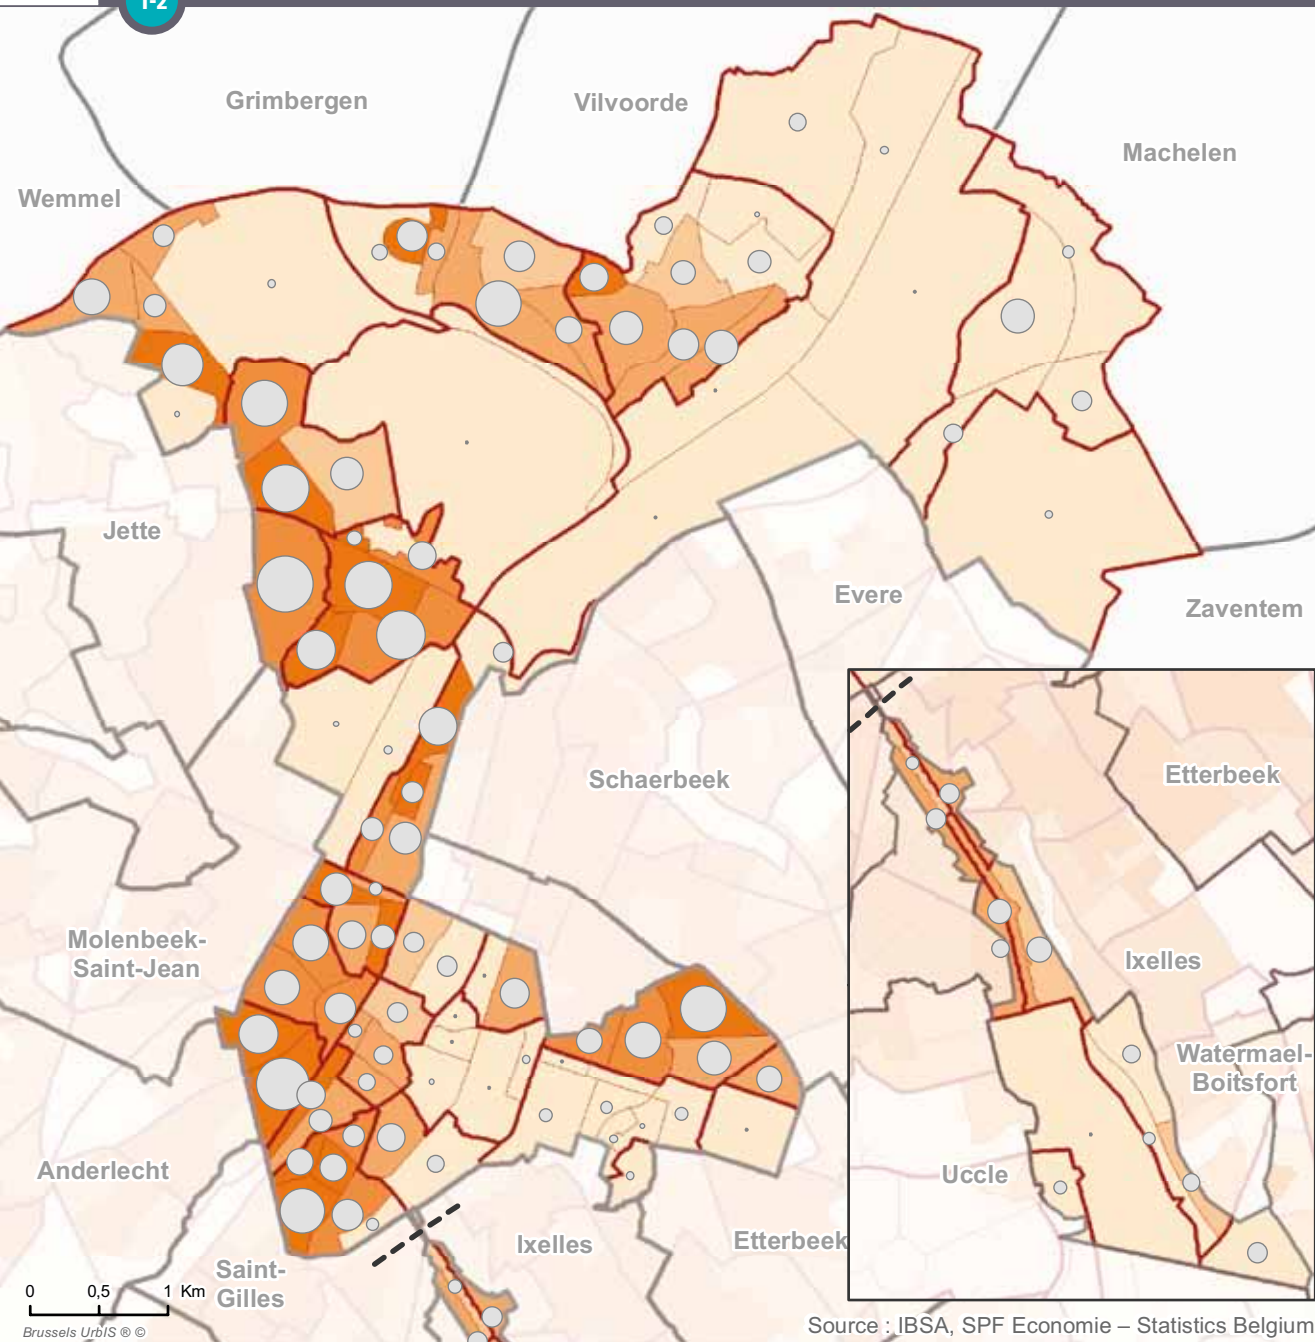 1-2
Grimbergen
Vilvoorde
Machelen
Wemmel
Jette
Evere
Zaventem
Schaerbeek
Etterbeek
Molenbeek-
Saint-Jean
Ixelles
Watermael-
Boitsfort
Anderlecht
Uccle
Ixelles
Etterbeek
Saint-
Gilles
0 0,5 1 Km
Brussels UrbIS ® ©
Source : IBSA, SPF Economie – Statistics Belgium